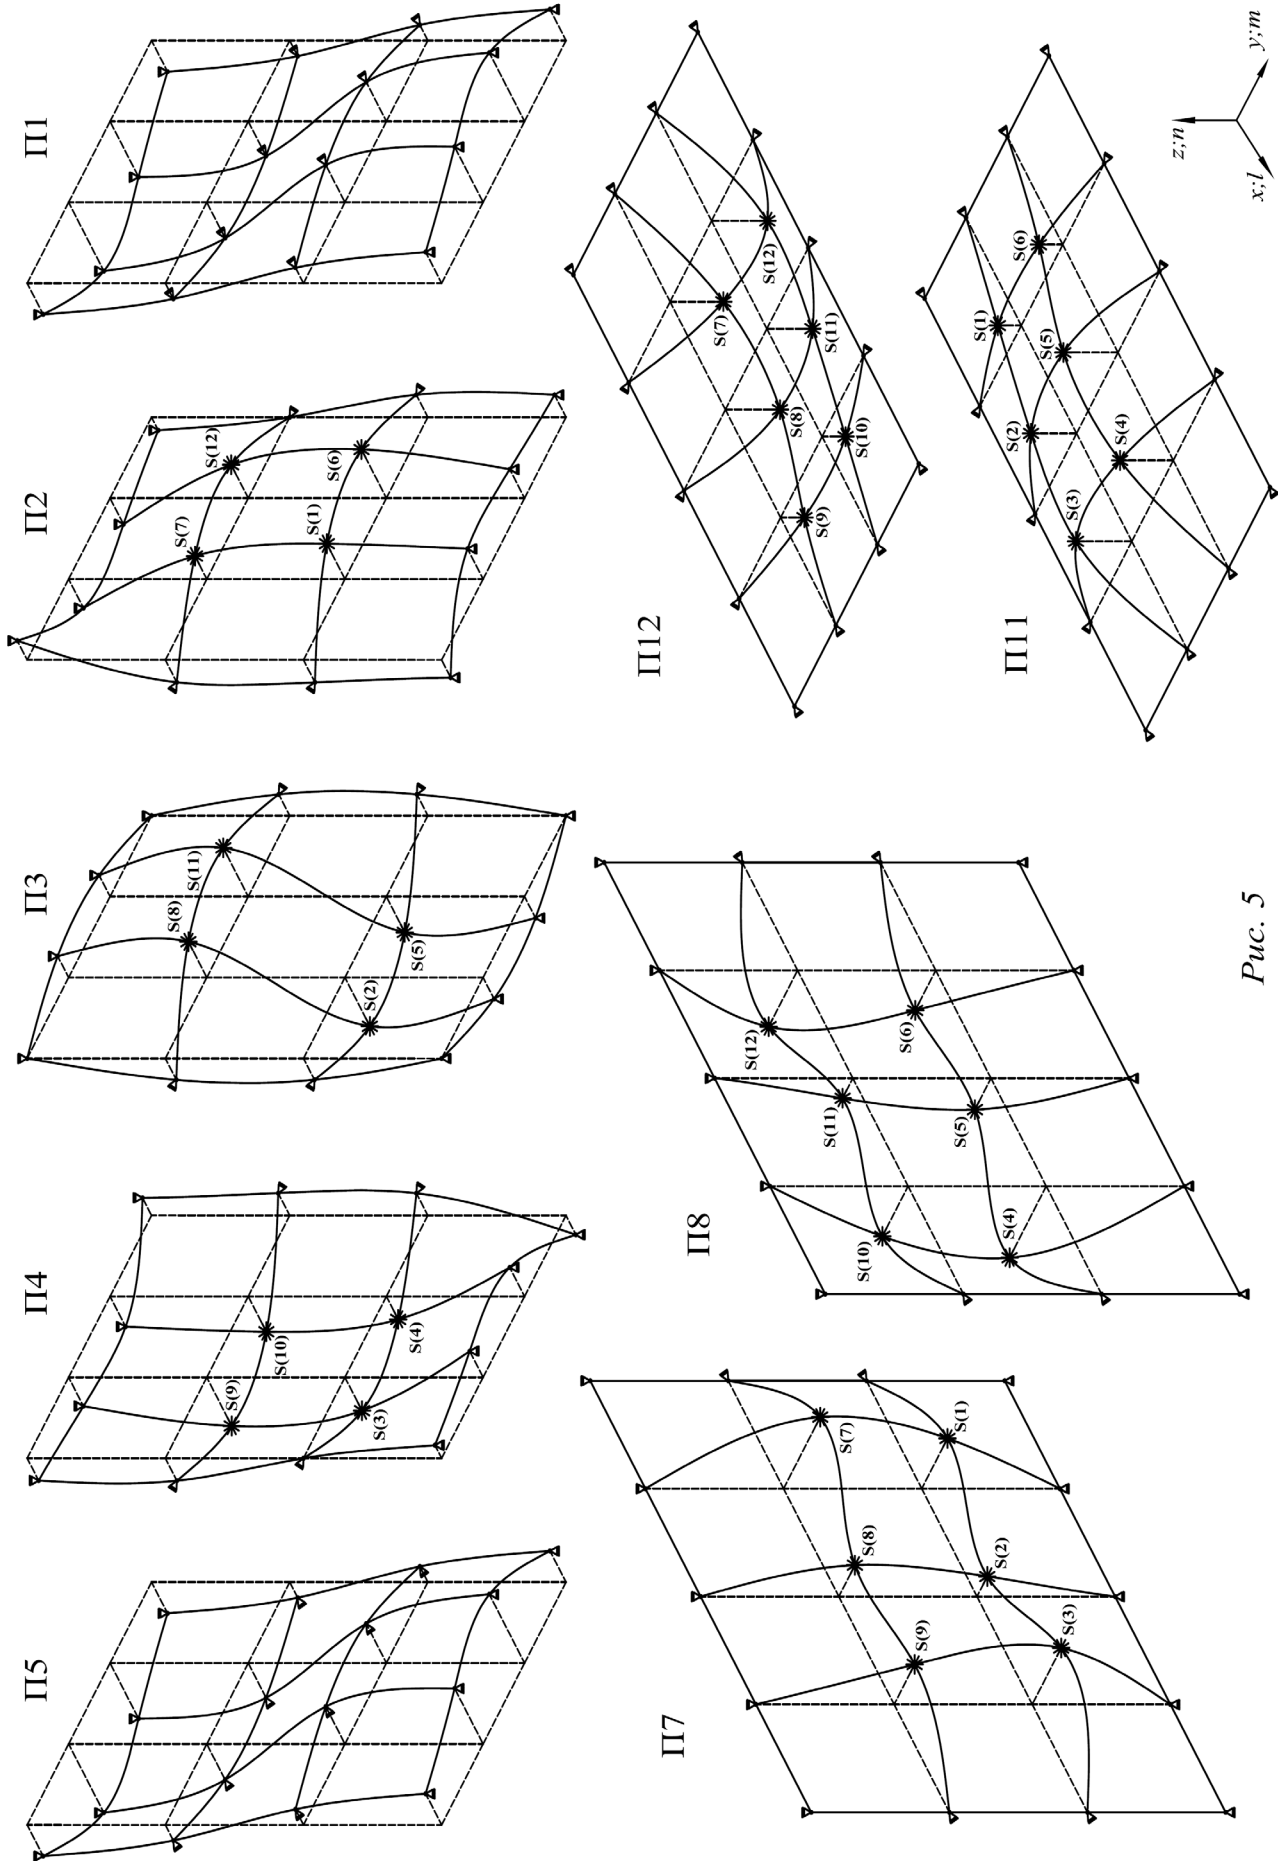 П5
П4
S(9)
S(10)
S(3)
S(4)
П3
S(8)
S(11)
S(2)
S(5)
П2
S(7)
S(12)
S(1)
S(6)
П1
П7
S(7)
S(8)
S(9)
S(1)
S(2)
S(3)
П8
S(12)
S(11)
S(10)
S(6)
S(5)
S(4)
П12
S(7)
S(12)
S(8)
S(11)
S(9)
S(10)
П11
S(1)
S(6)
S(2)
S(5)
S(3)
S(4)
z;n
x;l
y;m
Рис. 5